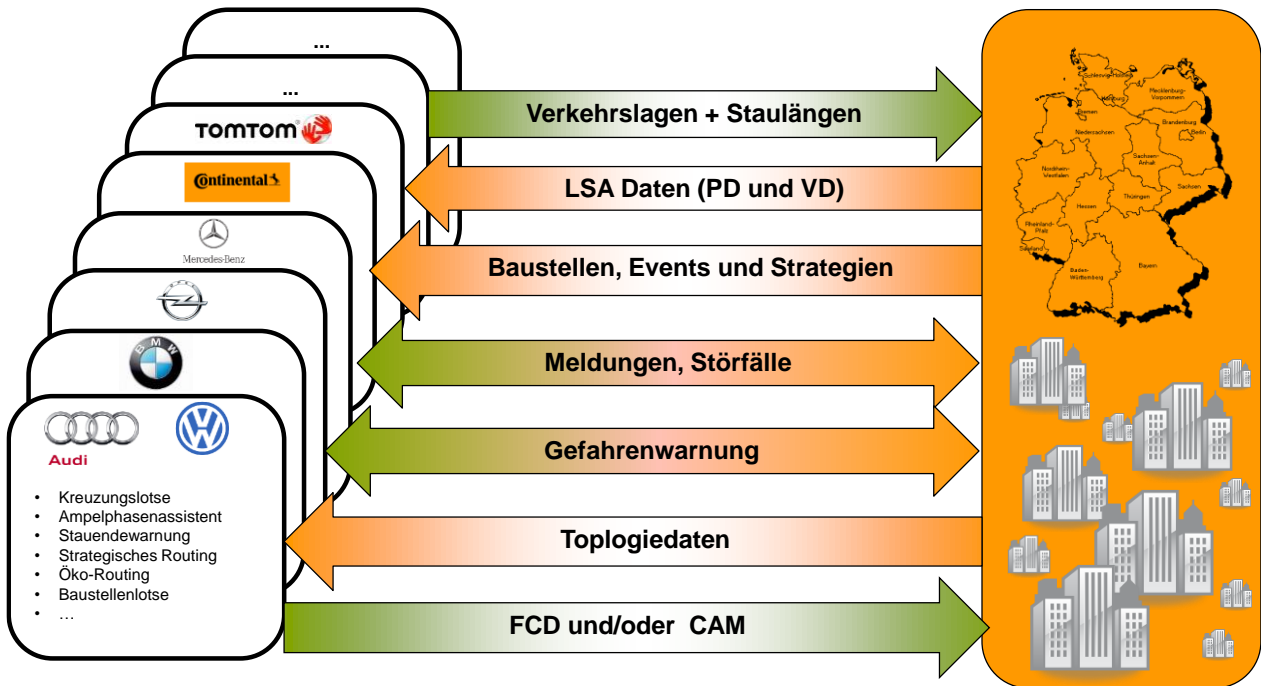 ...
...
TOMTOM
Continental
Mercedes-Benz
BMW
Audi
• Kreuzungslotse
• Ampelphasenassistent
• Stauendewarnung
• Strategisches Routing
• Öko-Routing
• Baustellenlotse
• …
Verkehrslagen + Staulängen
LSA Daten (PD und VD)
Baustellen, Events und Strategien
Meldungen, Störfälle
Gefahrenwarnung
Toplogiedaten
FCD und/oder CAM
Schleswig-Holstein
Hamburg
Mecklenburg-
Vorpommern
Bremen
Brandenburg
Berlin
Niedersachsen
Sachsen-
Anhalt
Nordrhein-
Westfalen
Sachsen
Thüringen
Hessen
Rheinland-
Pfalz
Saarland
Baden-
Württemberg
Bayern